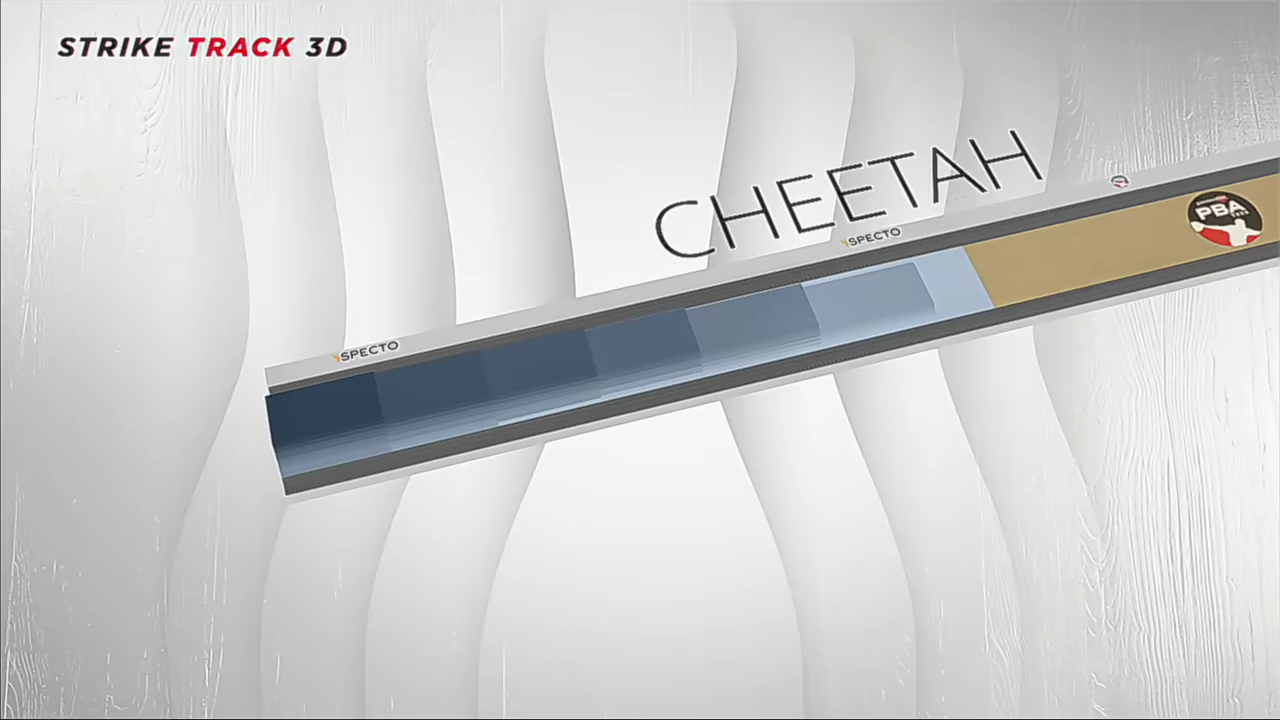 STRIKE TRACK 3D
CHEETAH
SPECTO
SPECTO
PBA